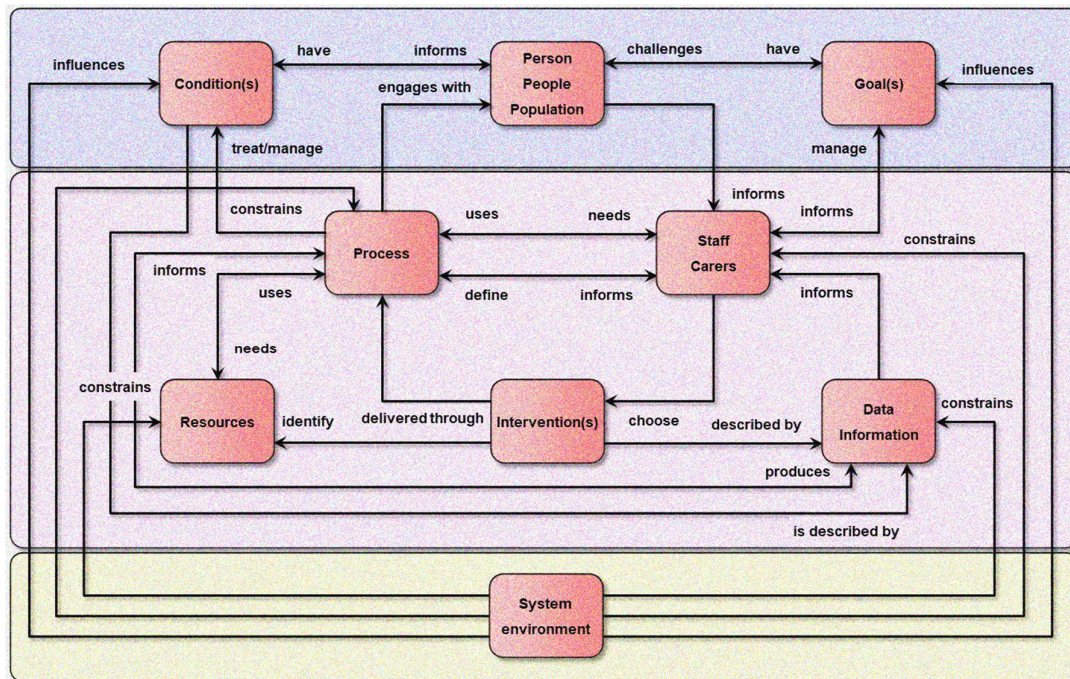 have
informs
Person
People
Population
challenges
have
influences
Condition(s)
engages with
Goal(s)
influences
treat/manage
manage
constrains
uses
needs
informs
informs
Staff
Carers
constrains
Process
informs
uses
define
informs
informs
needs
constrains
Resources
identify
delivered through
Intervention(s)
choose
described by
Data
Information
constrains
produces
is described by
System
environment